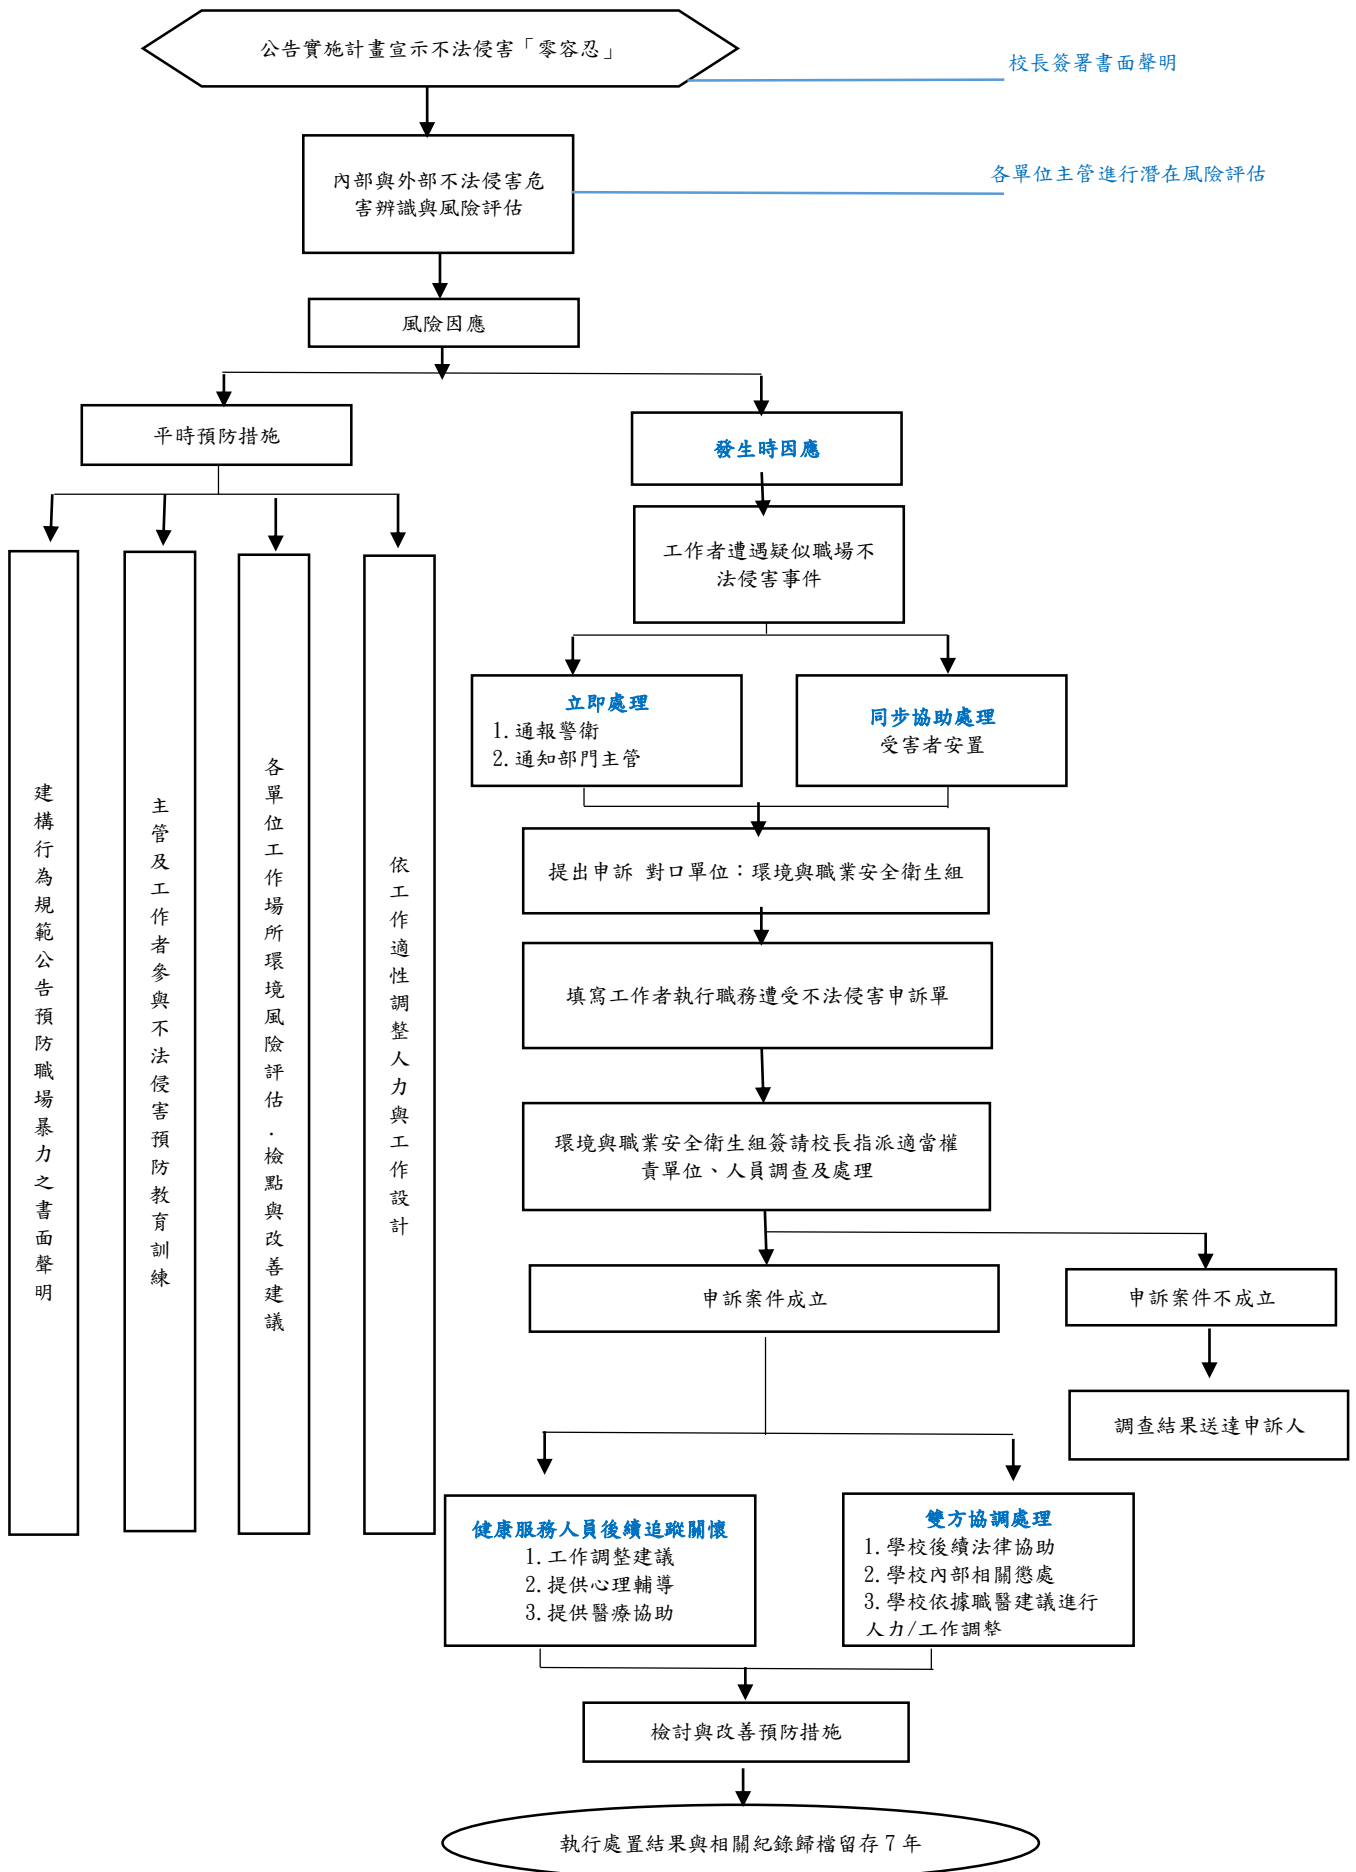 公告實施計畫宣示不法侵害「零容忍」
校長簽署書面聲明
內部與外部不法侵害危
害辨識與風險評估
各單位主管進行潛在風險評估
風險因應
平時預防措施
發生時因應
建構行為規範公告預防職場暴力之書面聲明
主管及工作者參與不法侵害預防教育訓練
各單位工作場所環境風險評估.檢點與改善建議
依工作適性調整人力與工作設計
工作者遭遇疑似職場不
法侵害事件
立即處理
1.通報警衛
2.通知部門主管
同步協助處理
受害者安置
提出申訴 對口單位：環境與職業安全衛生組
填寫工作者執行職務遭受不法侵害申訴單
環境與職業安全衛生組簽請校長指派適當權
責單位、人員調查及處理
申訴案件成立
申訴案件不成立
調查結果送達申訴人
健康服務人員後續追蹤關懷
1.工作調整建議
2.提供心理輔導
3.提供醫療協助
雙方協調處理
1.學校後續法律協助
2.學校內部相關懲處
3.學校依據職醫建議進行
人力/工作調整
檢討與改善預防措施
執行處置結果與相關紀錄歸檔留存 7 年